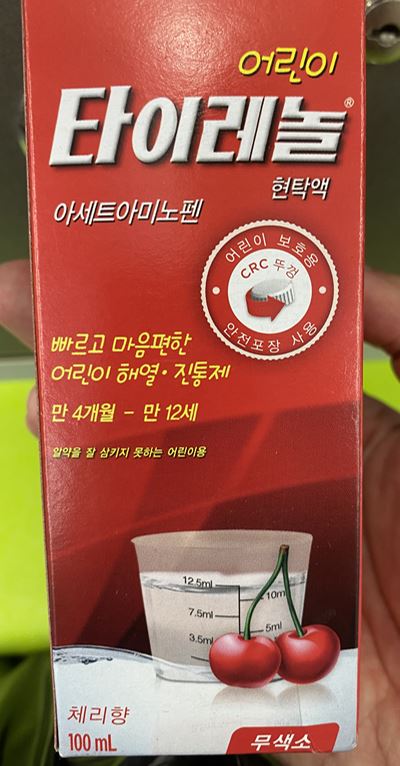 어린이
타이레놀®
현탁액
아세트아미노펜
어린이 보호용
CRC 뚜껑
안전포장 사용
빠르고 마음편한
어린이 해열·진통제
만 4개월 - 만 12세
알약을 잘 삼키지 못하는 어린이용
12.5ml
10ml
7.5ml
5ml
3.5ml
체리향
100 mL
무색소